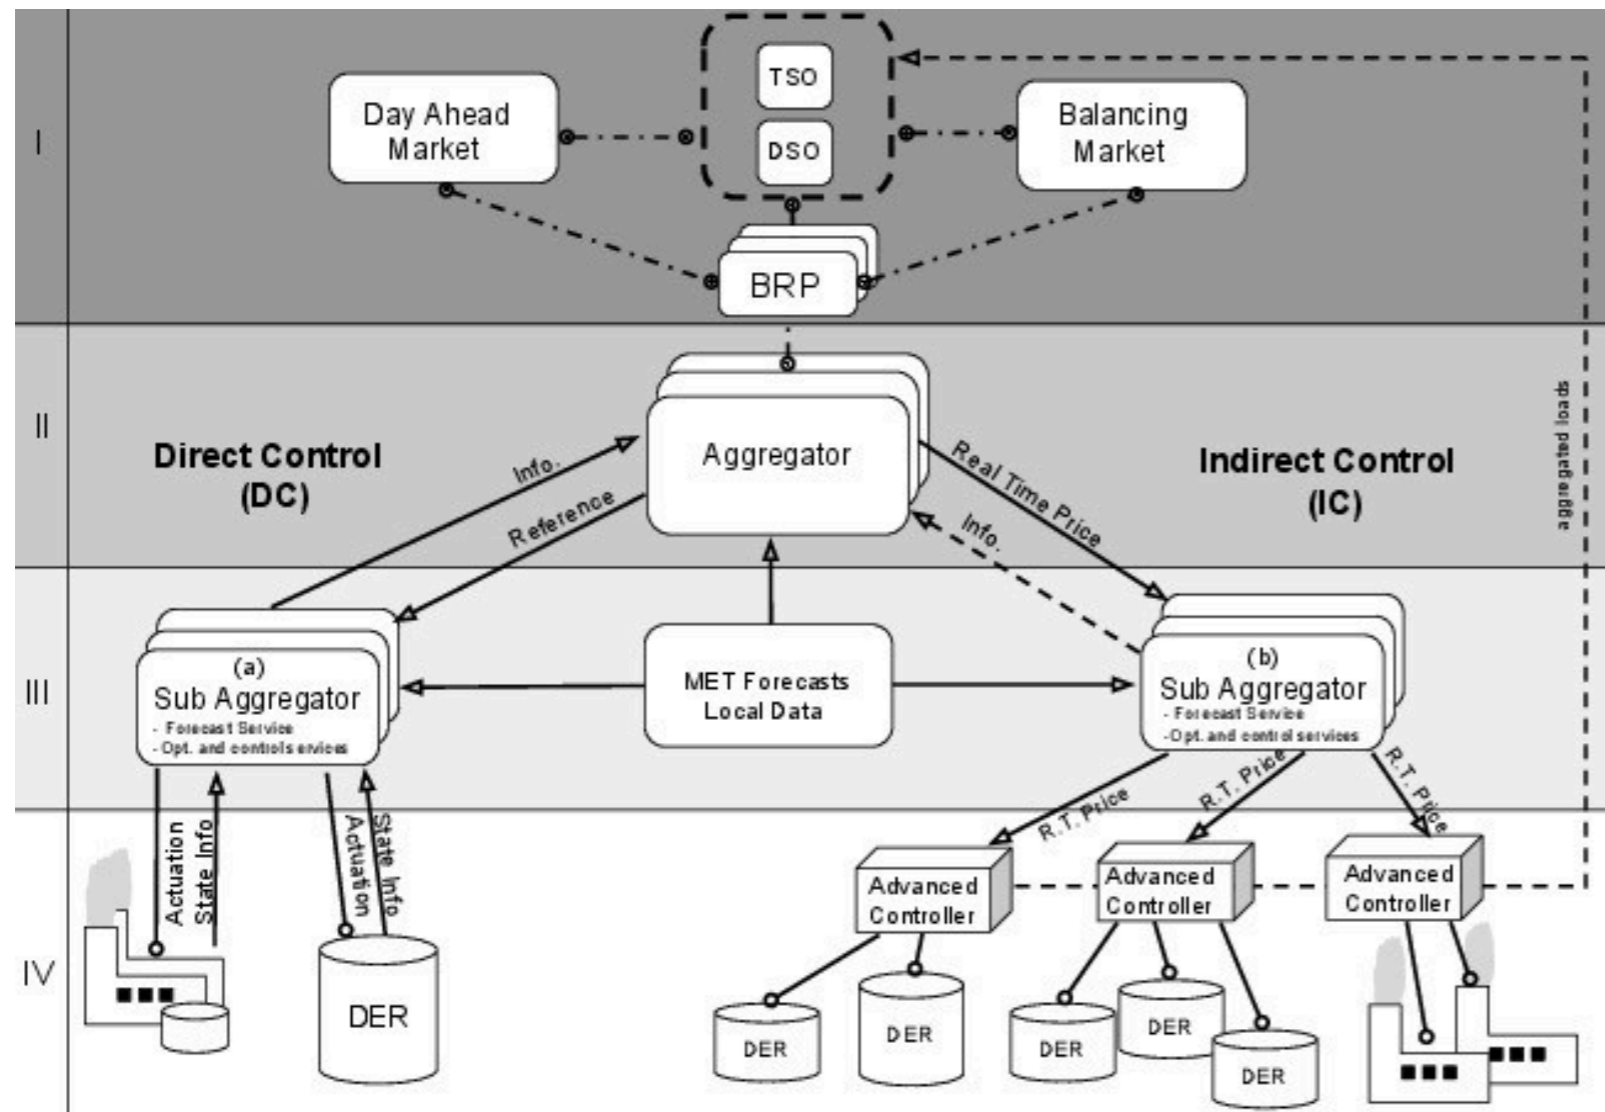 I
Day Ahead
Market
TSO
DSO
Balancing
Market
BRP
II
Direct Control
(DC)
Info.
Reference
Aggregator
Real Time Price
Info.
Indirect Control
(IC)
aggregated loads
III
(a)
Sub Aggregator
- Forecast Service
- Opt. and control services
MET Forecasts
Local Data
(b)
Sub Aggregator
- Forecast Service
-Opt. and control services
R.T. Price
R.T. Price
R.T. Price
IV
Actuation
State Info
Actuation
State Info
DER
Advanced
Controller
Advanced
Controller
Advanced
Controller
DER
DER
DER
DER
DER